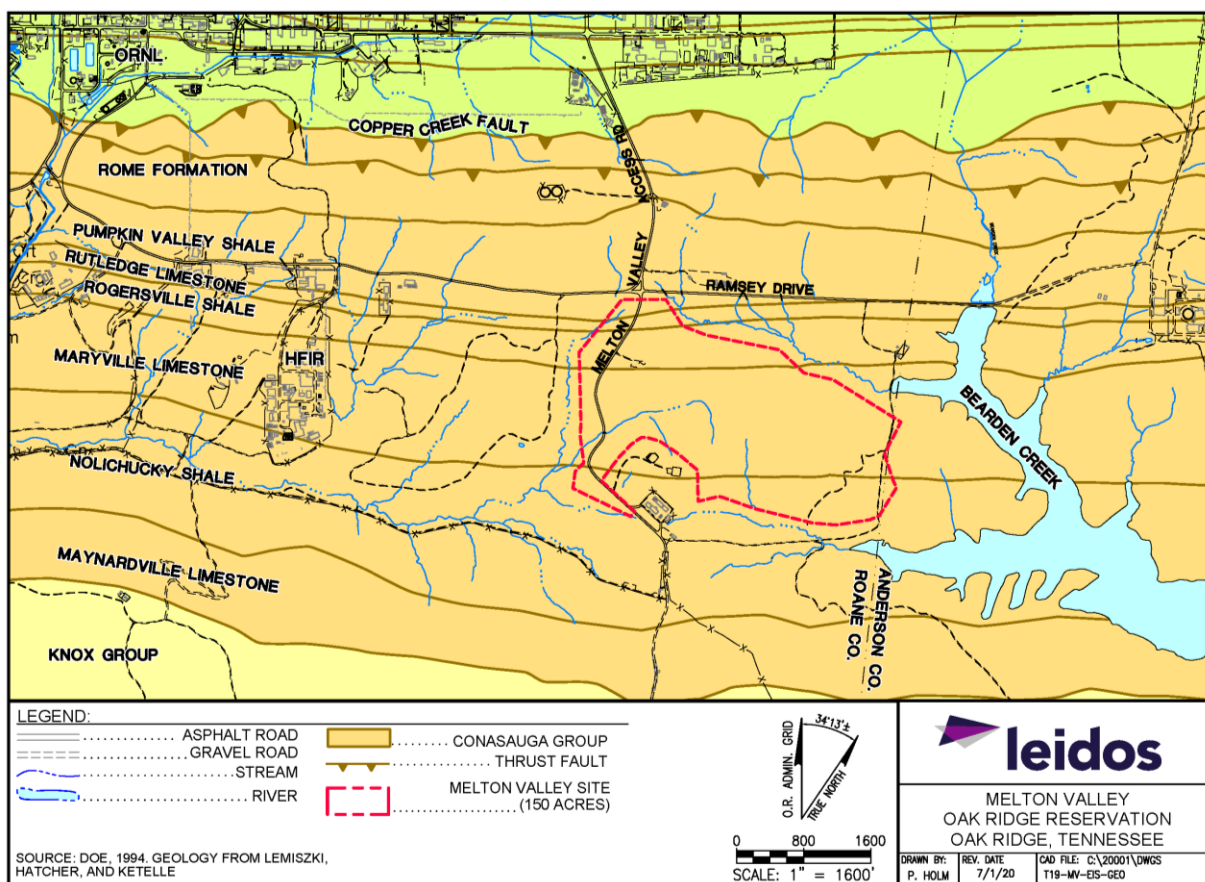 ORNL
COPPER CREEK FAULT
ROME FORMATION
MELTON VALLEY ACCESS RD
PUMPKIN VALLEY SHALE
RUTLEDGE LIMESTONE
ROGERSVILLE SHALE
RAMSEY DRIVE
MARYVILLE LIMESTONE
HFIR
BEARDEN CREEK
NOLICHUCKY SHALE
MAYNARDVILLE LIMESTONE
ANDERSON CO.
ROANE CO.
KNOX GROUP
LEGEND:
ASPHALT ROAD
GRAVEL ROAD
STREAM
RIVER
CONASAUGA GROUP
THRUST FAULT
MELTON VALLEY SITE
(150 ACRES)
SOURCE: DOE, 1994. GEOLOGY FROM LEMISZKI,
HATCHER, AND KETELLE
34°13'±
O.R. ADMIN. GRID
TRUE NORTH
0 800 1600
SCALE: 1" = 1600'
leidos
MELTON VALLEY
OAK RIDGE RESERVATION
OAK RIDGE, TENNESSEE
DRAWN BY:
P. HOLM
REV. DATE
7/1/20
CAD FILE: C:\20001\DWGS
T19-MV-EIS-GEO